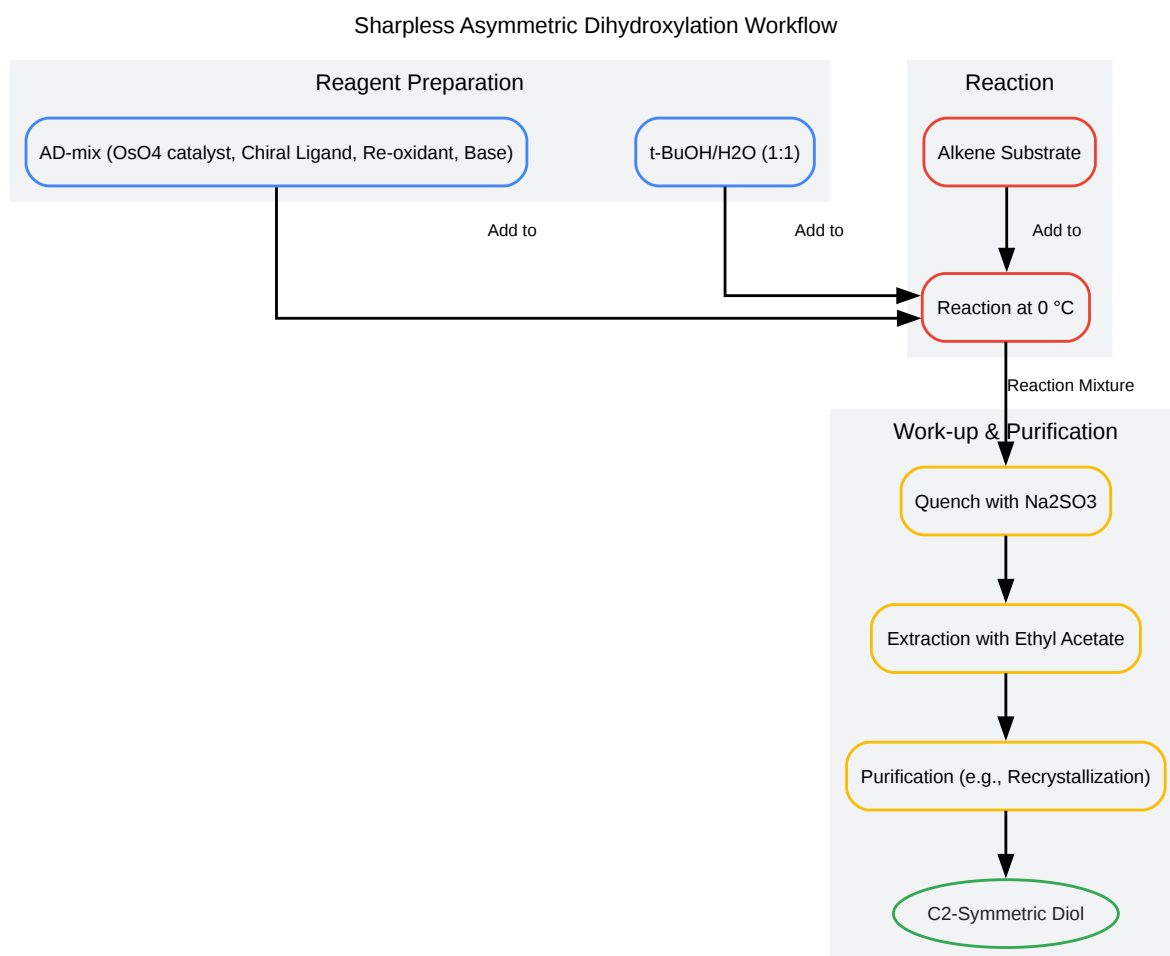 Sharpless Asymmetric Dihydroxylation Workflow
Reagent Preparation
Reaction
AD-mix (OsO4 catalyst, Chiral Ligand, Re-oxidant, Base)
t-BuOH/H2O (1:1)
Alkene Substrate
Add to
Add to
Add to
Reaction at 0 °C
Reaction Mixture
Work-up & Purification
Quench with Na2SO3
Extraction with Ethyl Acetate
Purification (e.g., Recrystallization)
C2-Symmetric Diol